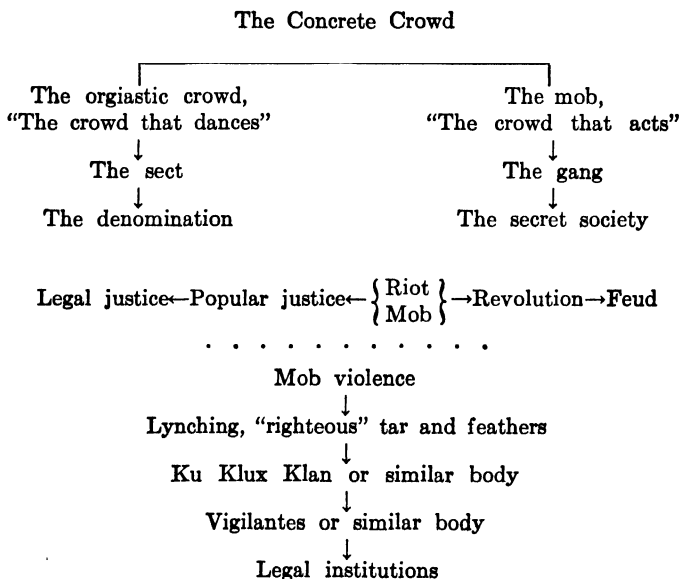 The Concrete Crowd
The orgiastic crowd,
"The crowd that dances"
The sect
The denomination
The mob,
"The crowd that acts"
The gang
The secret society
Legal justice←Popular justice←{Riot Mob}→Revolution→Feud
. . . . . . . . . . .
Mob violence
Lynching, "righteous" tar and feathers
Ku Klux Klan or similar body
Vigilantes or similar body
Legal institutions